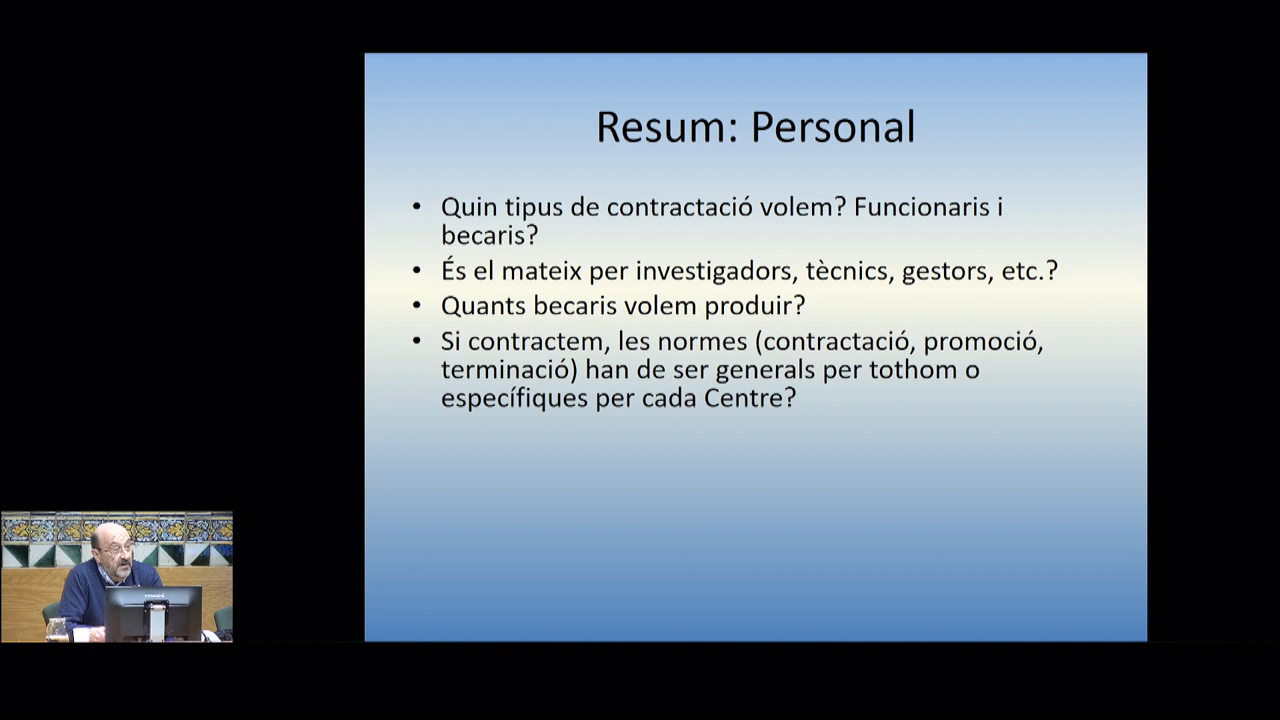 Resum: Personal
• Quin tipus de contractació volem? Funcionaris i
becaris?
• És el mateix per investigadors, tècnics, gestors, etc.?
• Quants becaris volem produir?
• Si contractem, les normes (contractació, promoció,
terminació) han de ser generals per tothom o
específiques per cada Centre?